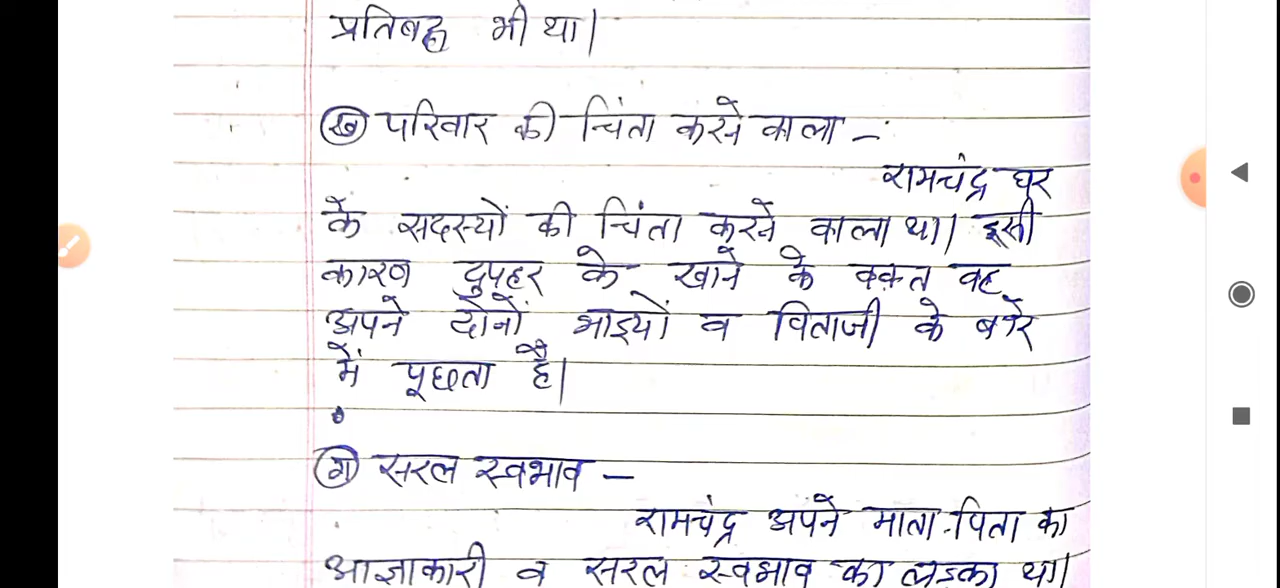 प्रतिबद्ध भी था।
(ख) परिवार की चिंता करने वाला –
रामचंद्र घर
के सदस्यों की चिंता करने वाला था। इसी
कारण दुपहर के खाने के वक़्त वह
अपने दोनों भाइयों व पिताजी के बारे
में पूछता है।
(ग) सरल स्वभाव –
रामचंद्र अपने माता-पिता का
आज्ञाकारी व सरल स्वभाव का लड़का था।